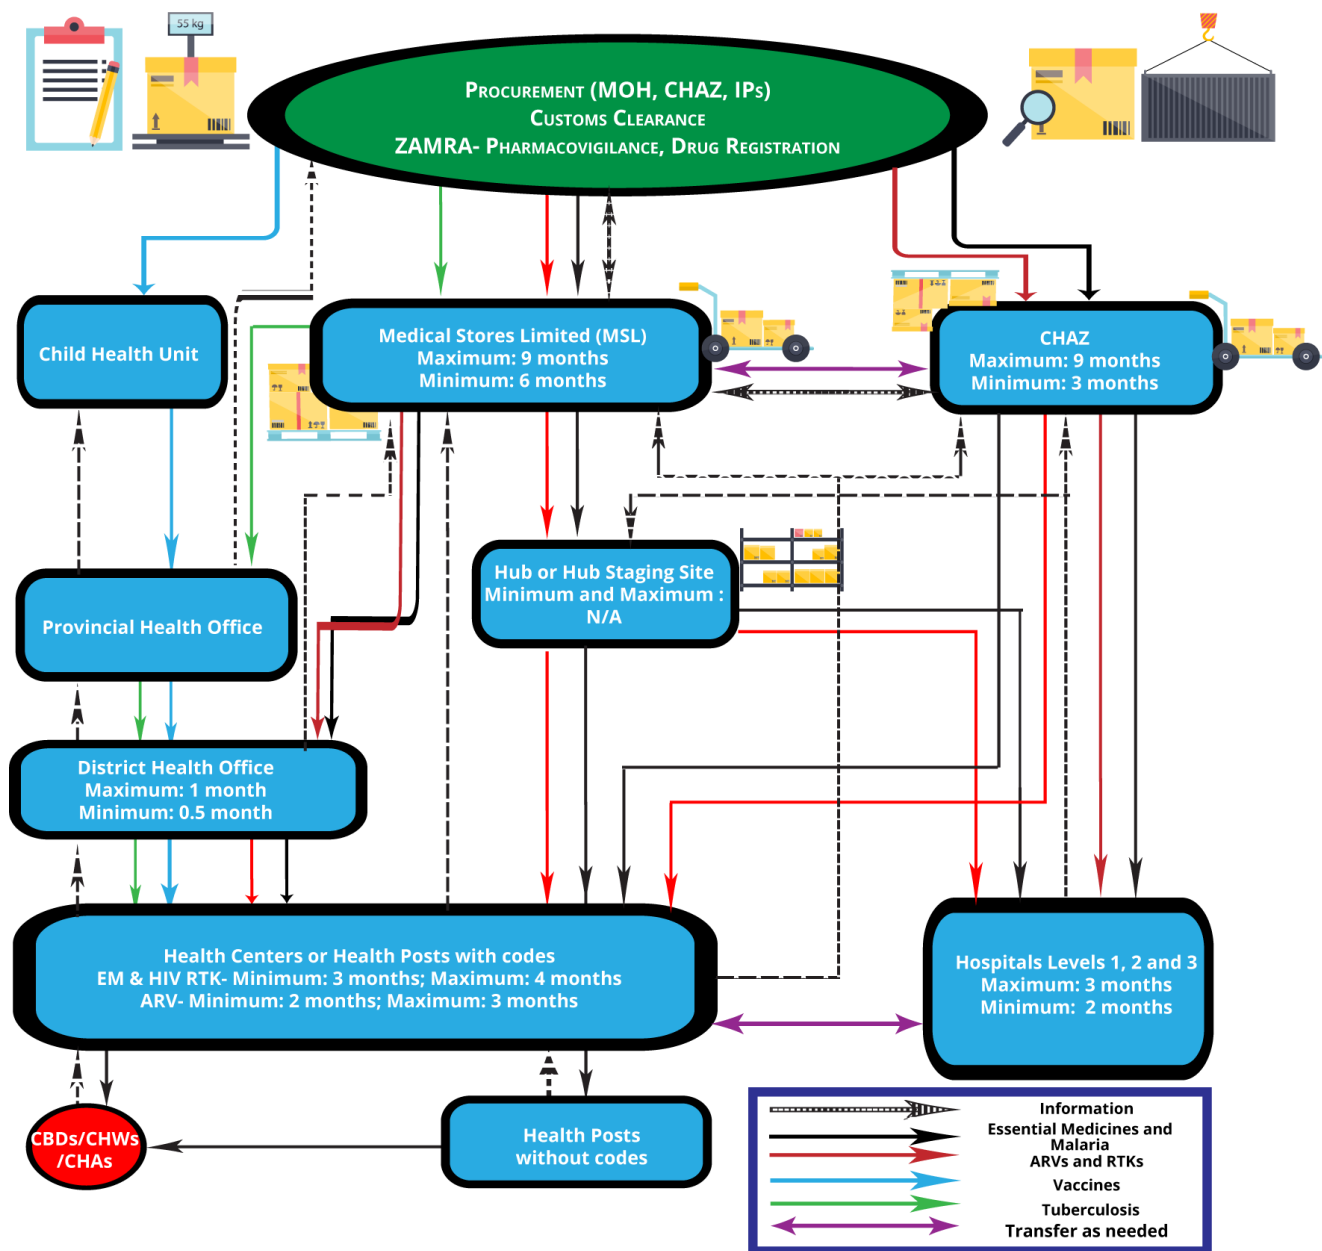 55 kg
Procurement (MOH, CHAZ, IPs)
Customs Clearance
ZAMRA- Pharmacovigilance, Drug Registration
Child Health Unit
Medical Stores Limited (MSL)
Maximum: 9 months
Minimum: 6 months
CHAZ
Maximum: 9 months
Minimum: 3 months
Hub or Hub Staging Site
Minimum and Maximum :
N/A
Provincial Health Office
District Health Office
Maximum: 1 month
Minimum: 0.5 month
Health Centers or Health Posts with codes
EM & HIV RTK- Minimum: 3 months; Maximum: 4 months
ARV- Minimum: 2 months; Maximum: 3 months
Hospitals Levels 1, 2 and 3
Maximum: 3 months
Minimum: 2 months
CBDs/CHWs
/CHAs
Health Posts
without codes
Information
Essential Medicines and
Malaria
ARVs and RTKs
Vaccines
Tuberculosis
Transfer as needed